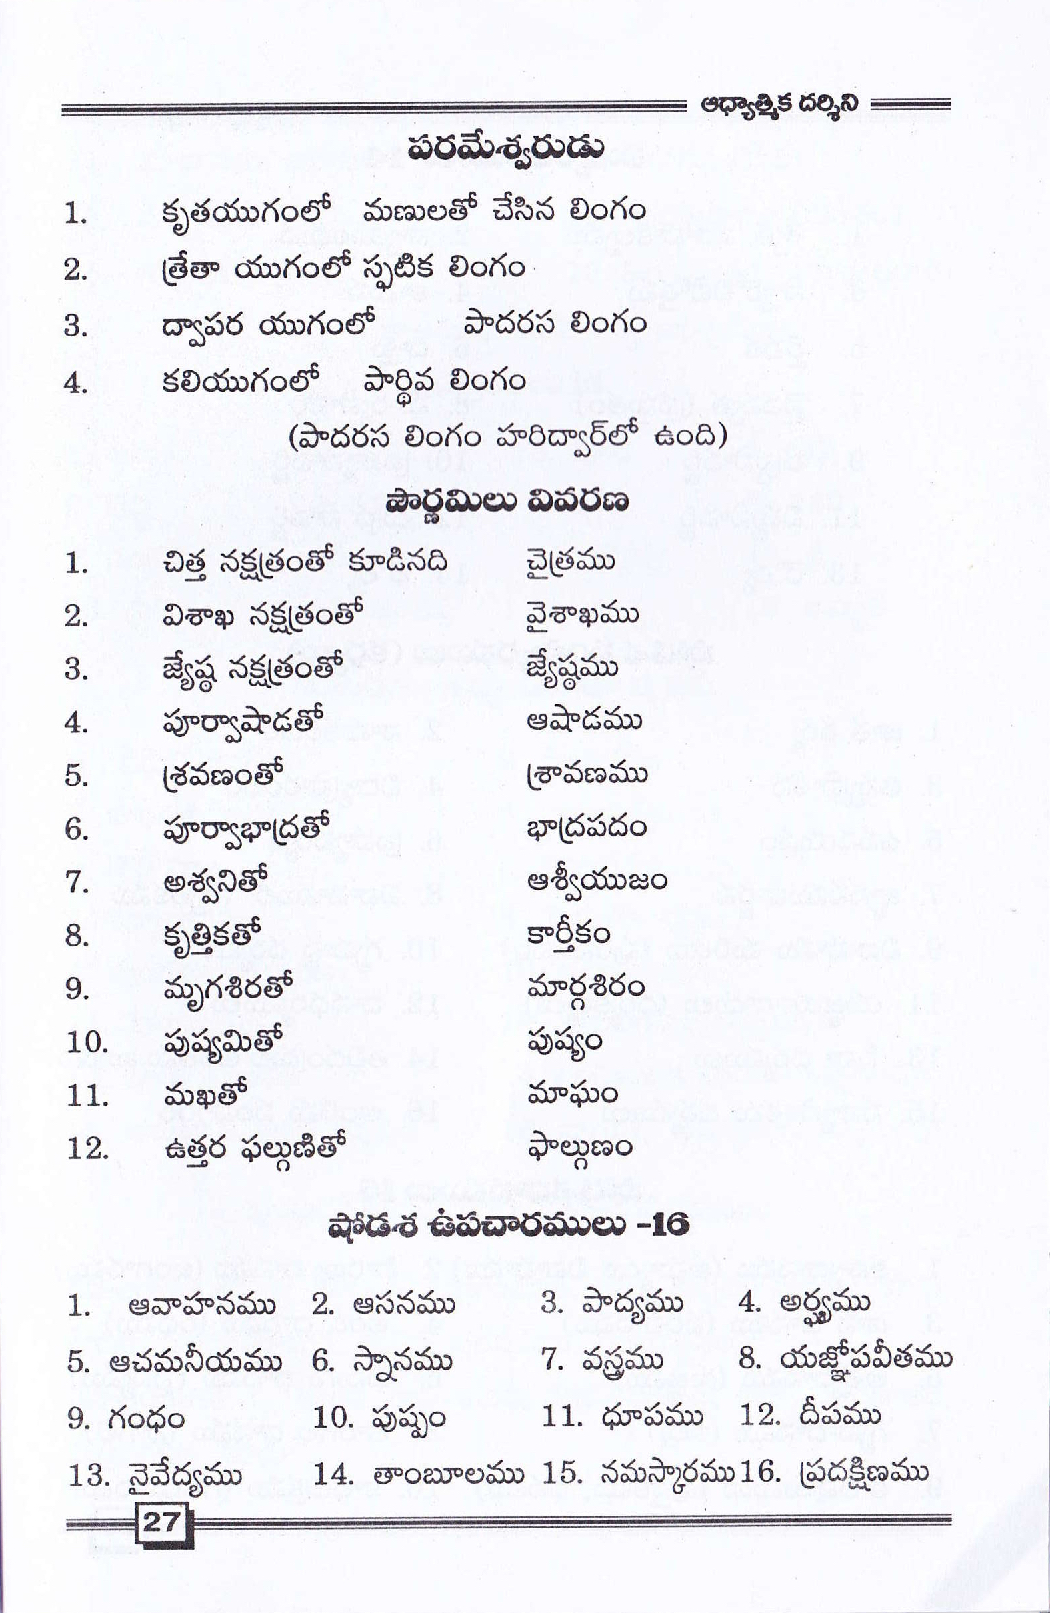 ఆధ్యాత్మిక దర్శిని
పరమేశ్వరుడు
1. కృతయుగంలో మణులతో చేసిన లింగం
2. త్రేతా యుగంలో స్ఫటిక లింగం
3. ద్వాపర యుగంలో పాదరస లింగం
4. కలియుగంలో పార్థివ లింగం
(పాదరస లింగం హరిద్వార్‌లో ఉంది)
పౌర్ణమిలు వివరణ
1. చిత్త నక్షత్రంతో కూడినది చైత్రము
2. విశాఖ నక్షత్రంతో వైశాఖము
3. జ్యేష్ఠ నక్షత్రంతో జ్యేష్ఠము
4. పూర్వాషాడతో ఆషాడము
5. శ్రవణంతో శ్రావణము
6. పూర్వాభాద్రతో భాద్రపదం
7. అశ్వనితో ఆశ్వీయుజం
8. కృత్తికతో కార్తీకం
9. మృగశిరతో మార్గశిరం
10. పుష్యమితో పుష్యం
11. మఖతో మాఘం
12. ఉత్తర ఫల్గుణితో ఫాల్గుణం
షోడశ ఉపచారములు -16
1. ఆవాహనము 2. ఆసనము 3. పాద్యము 4. అర్ఘ్యము
5. ఆచమనీయము 6. స్నానము 7. వస్త్రము 8. యజ్ఞోపవీతము
9. గంధం 10. పుష్పం 11. ధూపము 12. దీపము
13. నైవేద్యము 14. తాంబూలము 15. నమస్కారము 16. ప్రదక్షిణము
27